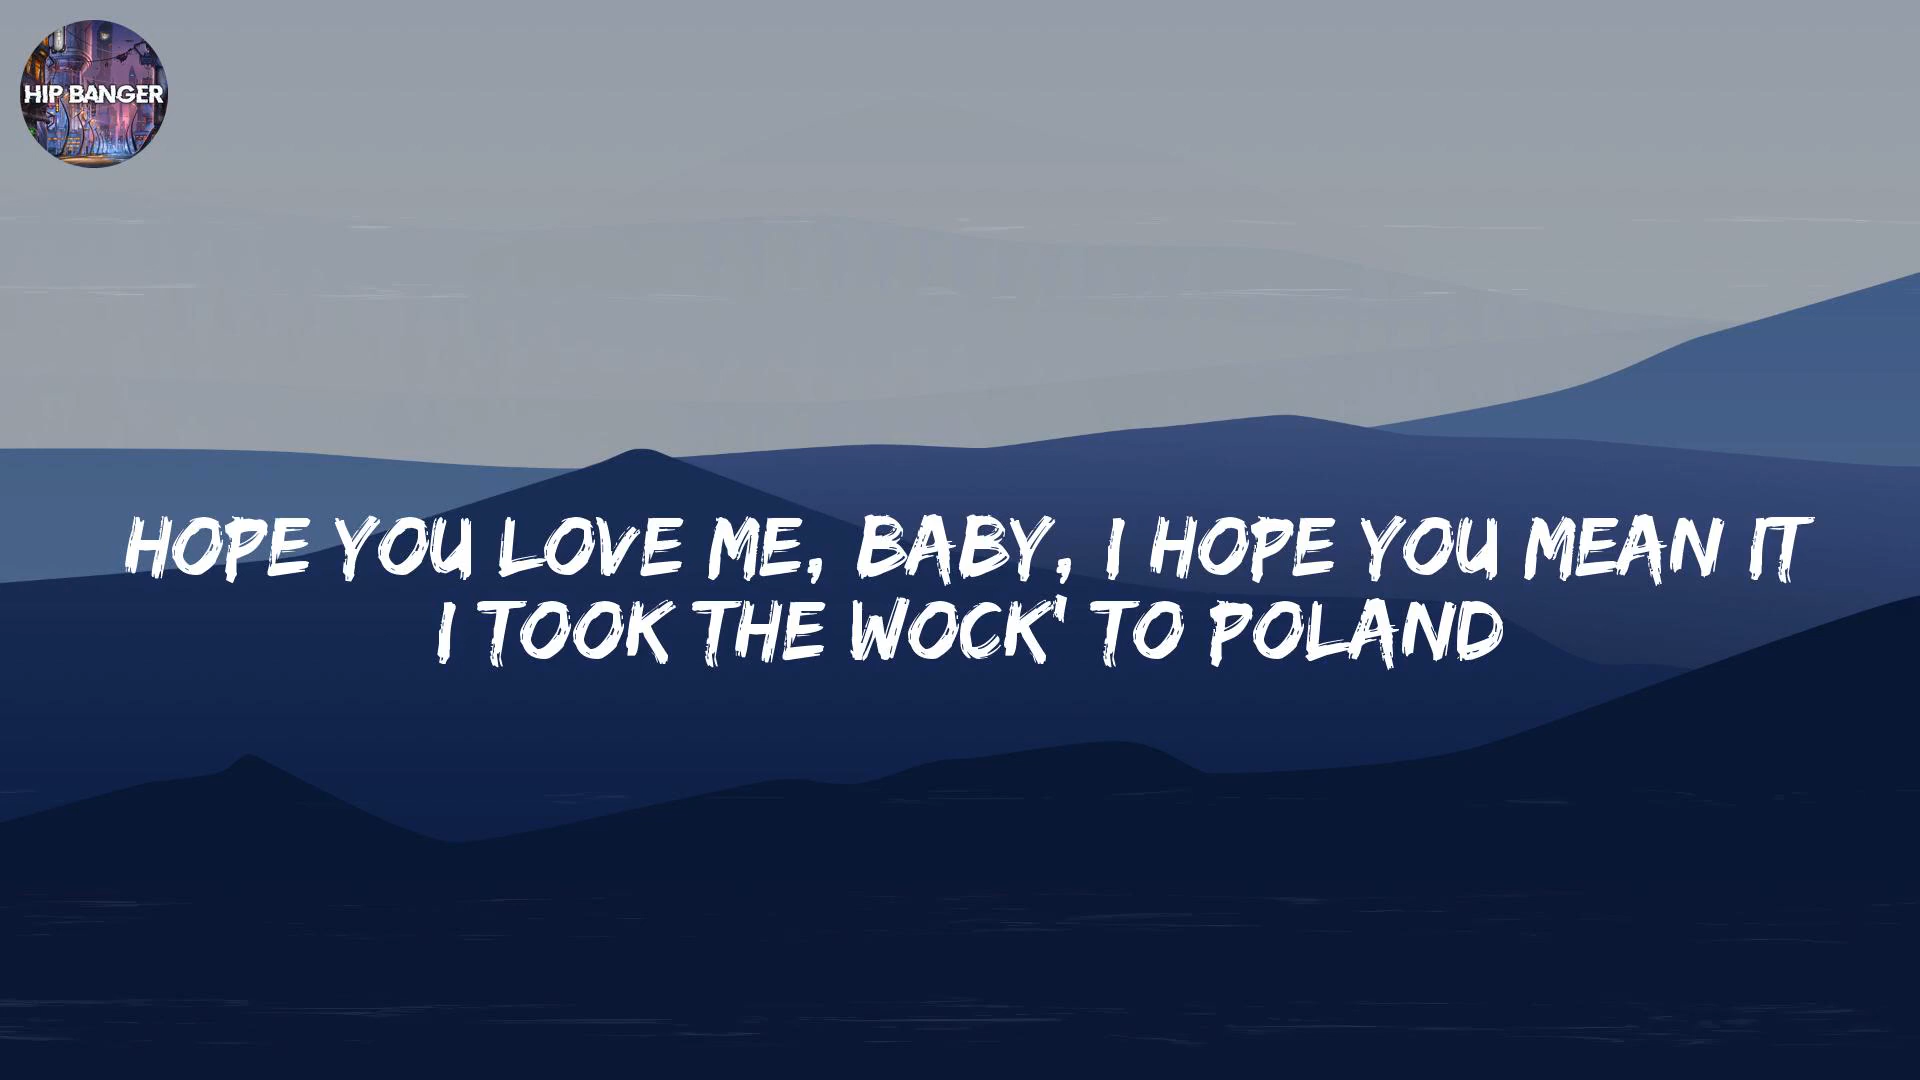 HIP BANGER
HOPE YOU LOVE ME, BABY, I HOPE YOU MEAN IT
I TOOK THE WOCK' TO POLAND